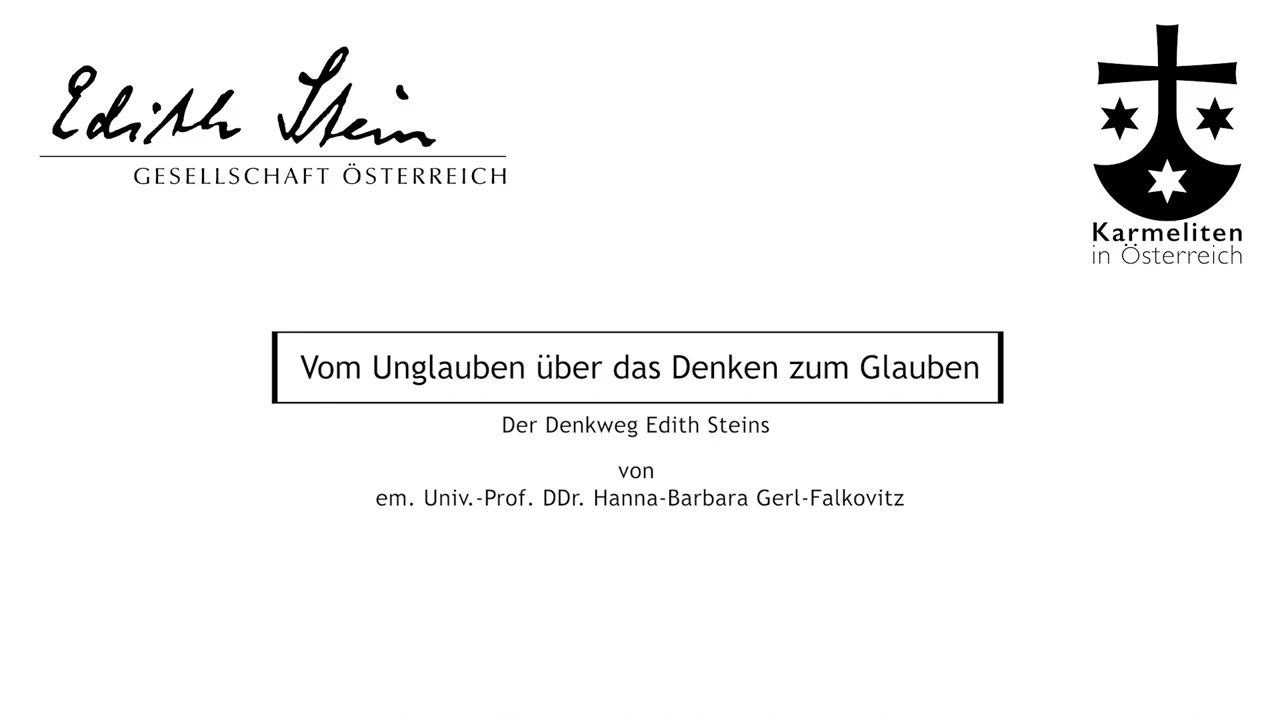 Edith Stein
GESELLSCHAFT ÖSTERREICH
Karmeliten
in Österreich
Vom Unglauben über das Denken zum Glauben
Der Denkweg Edith Steins
von
em. Univ.-Prof. DDr. Hanna-Barbara Gerl-Falkovitz